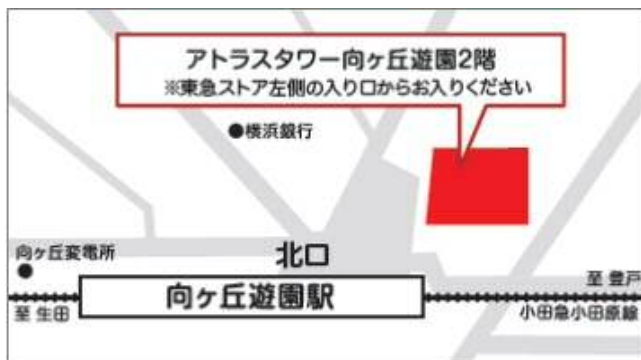 アトラスタワー向ヶ丘遊園2階
※東急ストア左側の入り口からお入りください
●横浜銀行
向ヶ丘変電所
北口
向ヶ丘遊園駅
至 登戸
至 生田
小田急小田原線